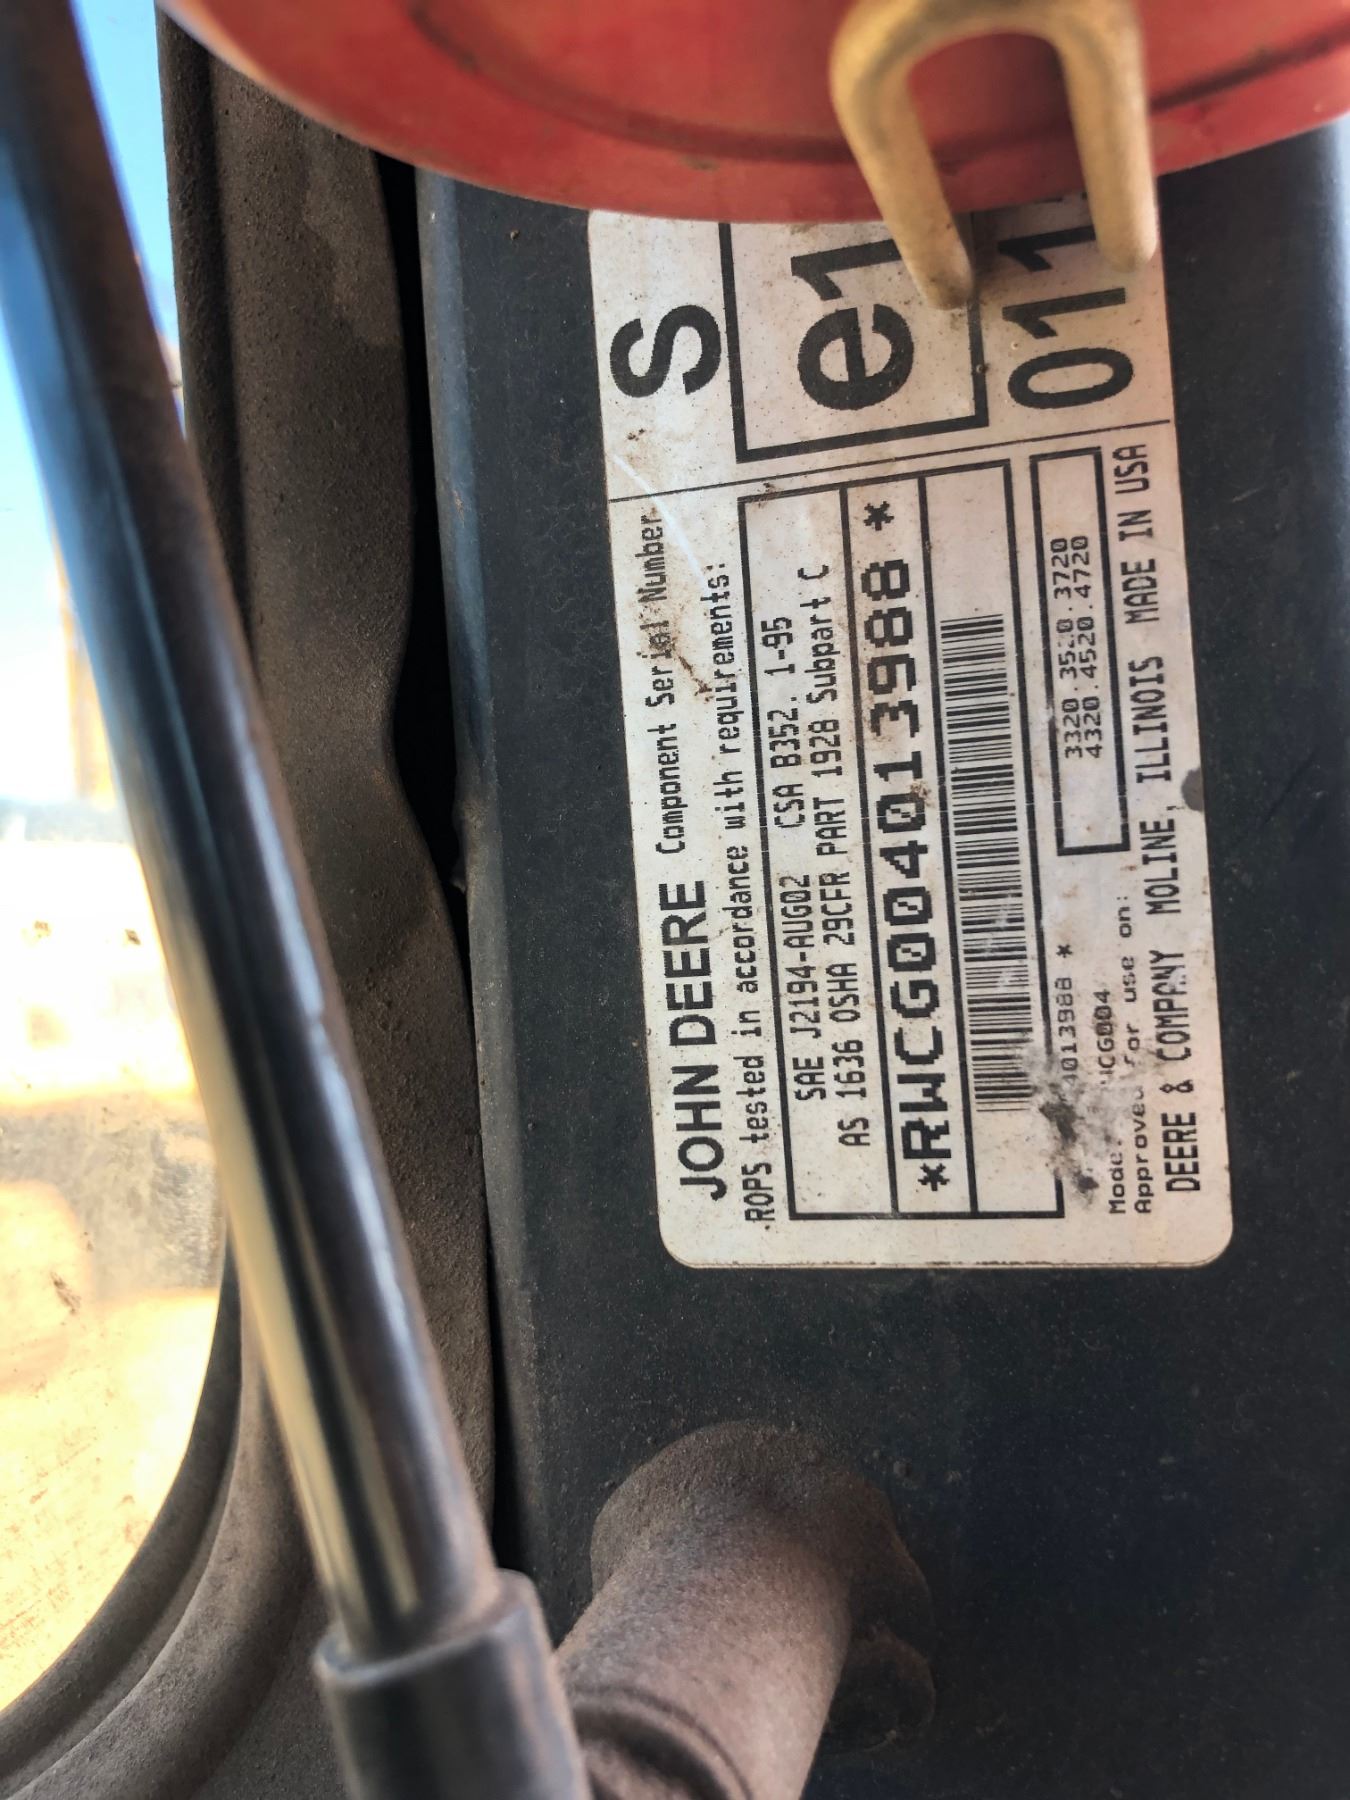 JOHN DEERE Component Serial Number
ROPS tested in accordance with requirements:
SAE J2194-AUG02 CSA B352. 1-95
AS 1636 OSHA 29CFR PART 1928 Subpart C
*RWCG004013988*
4013988 *
3320.3520.3720
4320.4520.4720
Approved for use on:
DEERE & COMPANY MOLINE, ILLINOIS MADE IN USA
S
e1
011